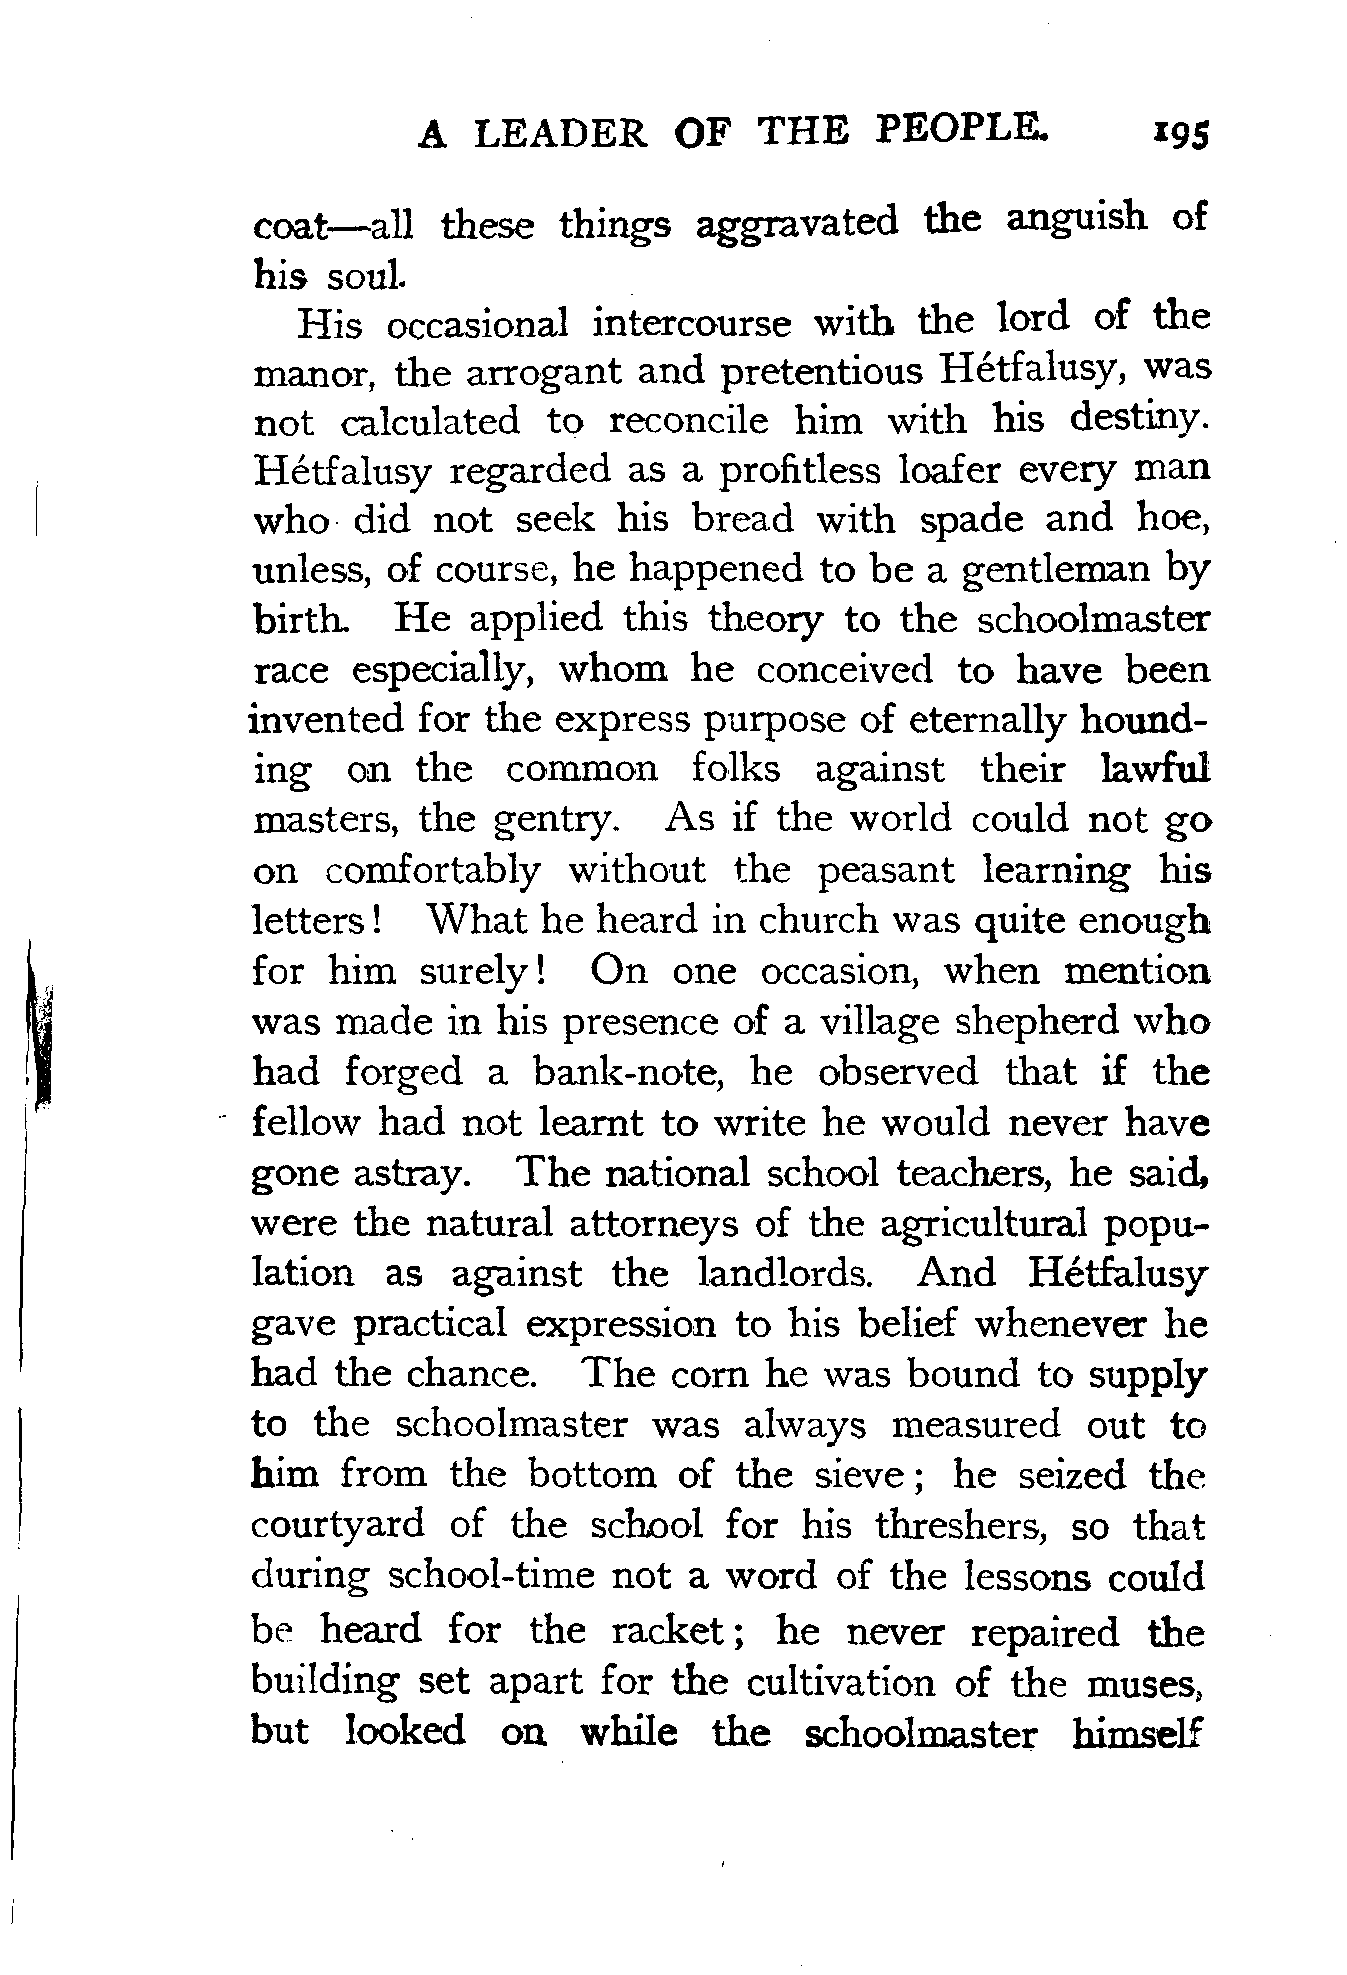 A LEADER OF THE PEOPLE. 195
coat—all these things aggravated the anguish of
his soul.
His occasional intercourse with the lord of the
manor, the arrogant and pretentious Hétfalusy, was
not calculated to reconcile him with his destiny.
Hétfalusy regarded as a profitless loafer every man
who did not seek his bread with spade and hoe,
unless, of course, he happened to be a gentleman by
birth. He applied this theory to the schoolmaster
race especially, whom he conceived to have been
invented for the express purpose of eternally hound-
ing on the common folks against their lawful
masters, the gentry. As if the world could not go
on comfortably without the peasant learning his
letters! What he heard in church was quite enough
for him surely! On one occasion, when mention
was made in his presence of a village shepherd who
had forged a bank-note, he observed that if the
fellow had not learnt to write he would never have
gone astray. The national school teachers, he said,
were the natural attorneys of the agricultural popu-
lation as against the landlords. And Hétfalusy
gave practical expression to his belief whenever he
had the chance. The corn he was bound to supply
to the schoolmaster was always measured out to
him from the bottom of the sieve; he seized the
courtyard of the school for his threshers, so that
during school-time not a word of the lessons could
be heard for the racket; he never repaired the
building set apart for the cultivation of the muses,
but looked on while the schoolmaster himself